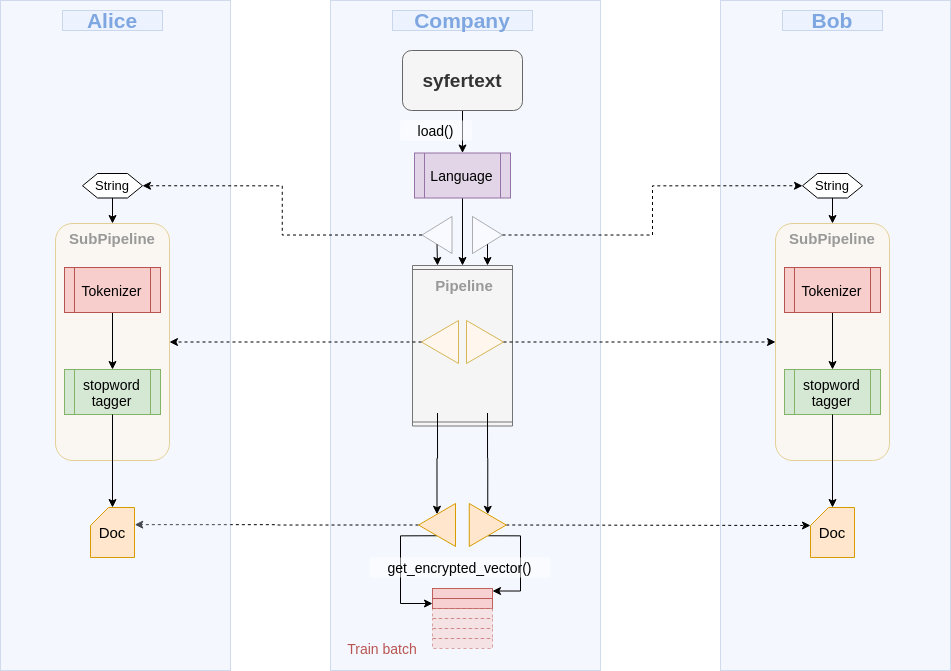 Alice
Company
Bob
syfertext
load()
Language
String
String
SubPipeline
Pipeline
SubPipeline
Tokenizer
Tokenizer
stopword
tagger
stopword
tagger
Doc
Doc
get_encrypted_vector()
Train batch